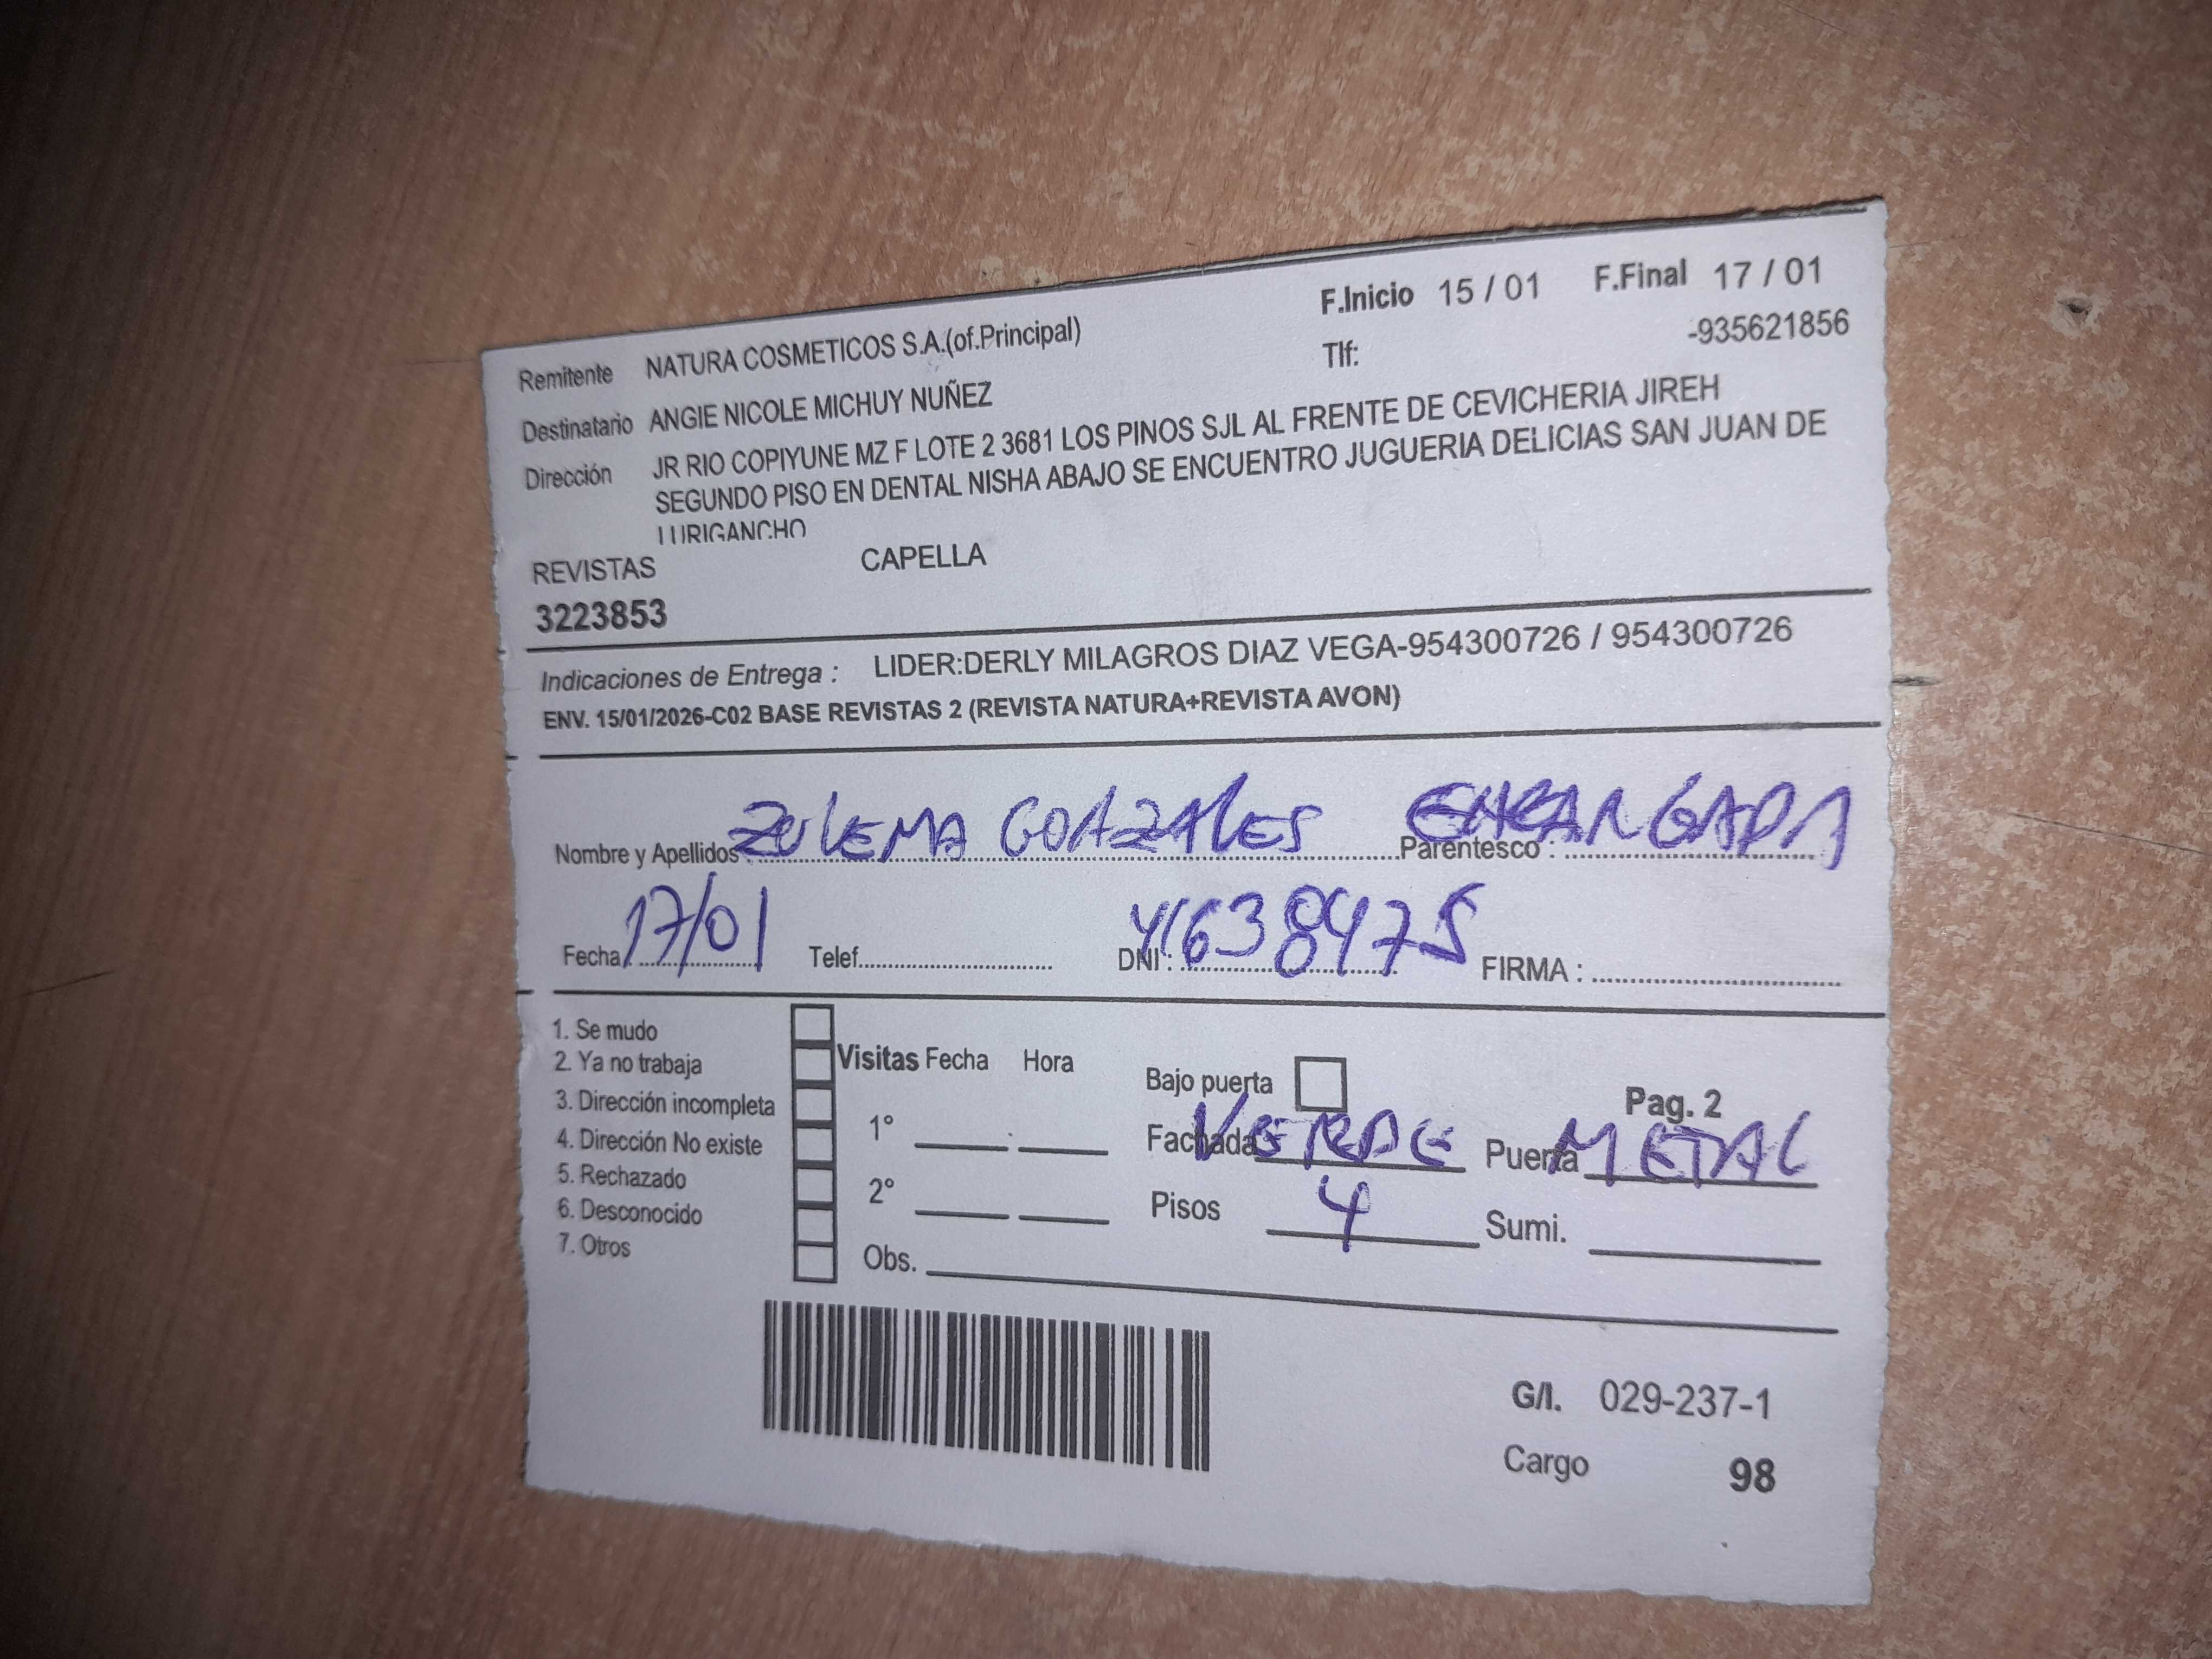 F.Inicio 15 / 01 F.Final 17 / 01
Remitente NATURA COSMETICOS S.A.(of.Principal) Tlf: -935621856
Destinatario ANGIE NICOLE MICHUY NUÑEZ
Dirección JR RIO COPIYUNE MZ F LOTE 2 3681 LOS PINOS SJL AL FRENTE DE CEVICHERIA JIREH
SEGUNDO PISO EN DENTAL NISHA ABAJO SE ENCUENTRO JUGUERIA DELICIAS SAN JUAN DE
LURIGANCHO
REVISTAS CAPELLA
3223853
Indicaciones de Entrega : LIDER:DERLY MILAGROS DIAZ VEGA-954300726 / 954300726
ENV. 15/01/2026-C02 BASE REVISTAS 2 (REVISTA NATURA+REVISTA AVON)
Nombre y Apellidos: ZULEMA GONZALES Parentesco : ENCARGADA
Fecha: 17/01 Telef. DNI : 41638475 FIRMA :
1. Se mudo
2. Ya no trabaja
3. Dirección incompleta
4. Dirección No existe
5. Rechazado
6. Desconocido
7. Otros
Visitas Fecha Hora
1°
2°
Obs.
Bajo puerta Pag. 2
Fachada VERDE Puerta METAL
Pisos 4 Sumi.
G/I. 029-237-1
Cargo 98